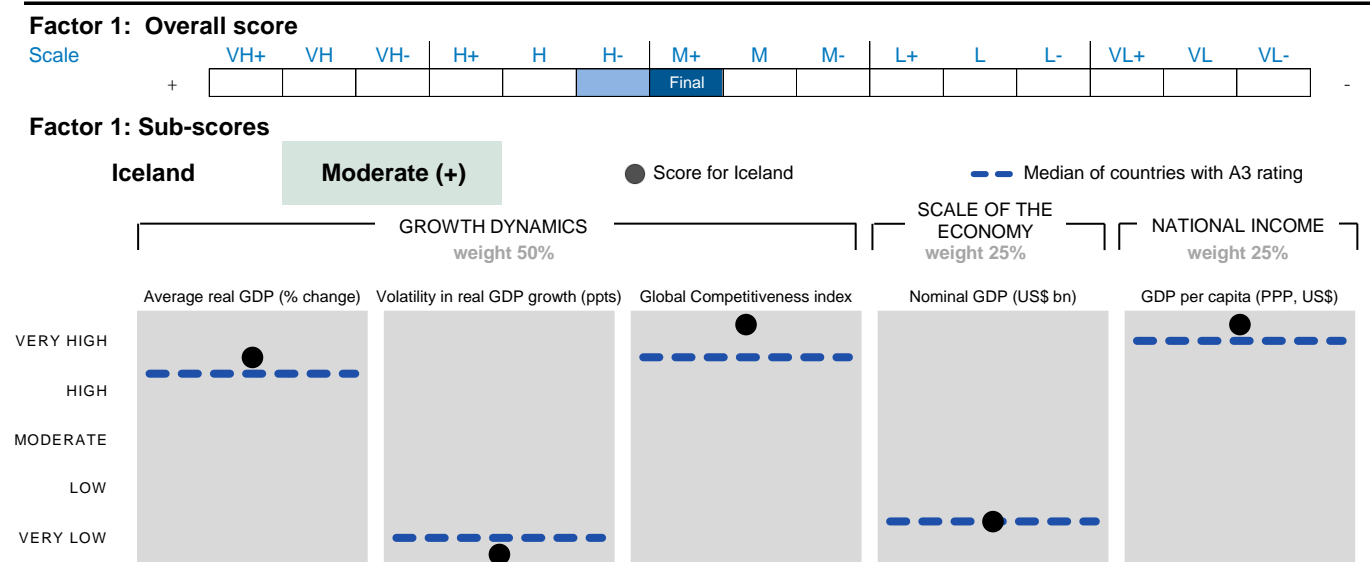 Factor 1: Overall score
Scale VH+ VH VH- H+ H H- M+ M M- L+ L L- VL+ VL VL-
+ Final -
Factor 1: Sub-scores
Iceland Moderate (+) Score for Iceland Median of countries with A3 rating
GROWTH DYNAMICS
weight 50%
SCALE OF THE
ECONOMY
weight 25%
NATIONAL INCOME
weight 25%
Average real GDP (% change) Volatility in real GDP growth (ppts) Global Competitiveness index Nominal GDP (US$ bn) GDP per capita (PPP, US$)
VERY HIGH
HIGH
MODERATE
LOW
VERY LOW